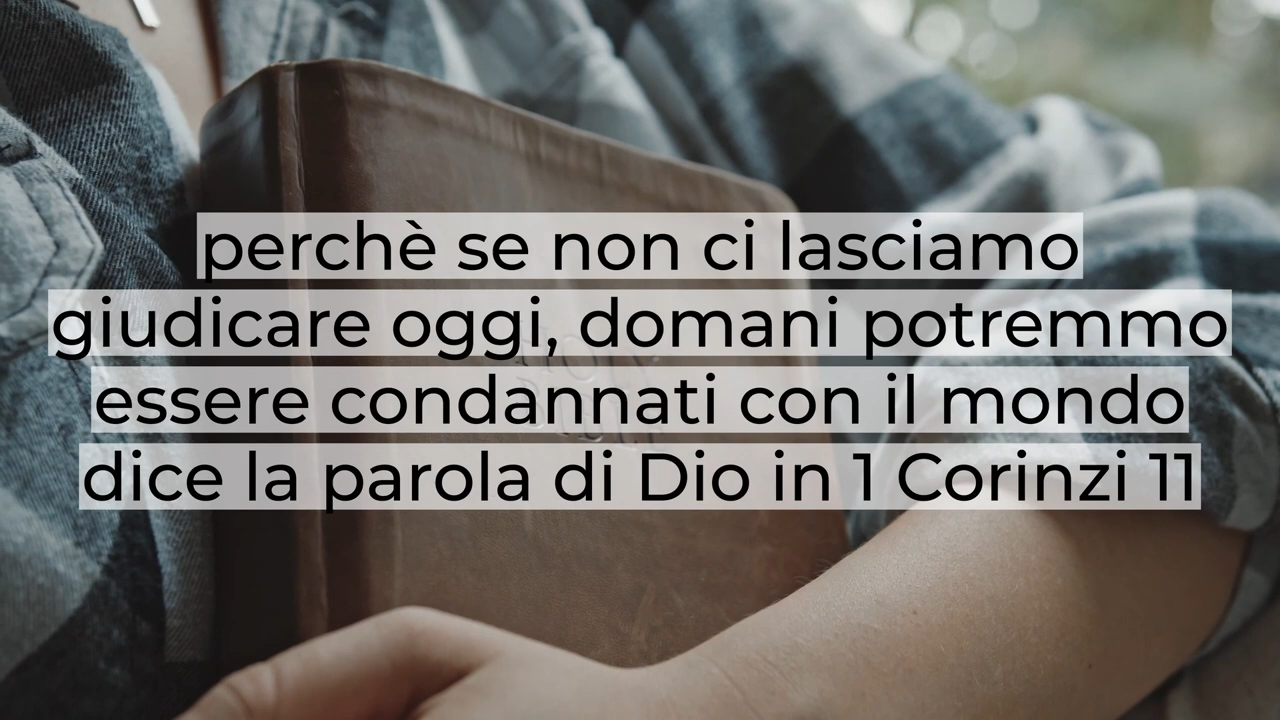 perchè se non ci lasciamo
giudicare oggi, domani potremmo
essere condannati con il mondo
dice la parola di Dio in 1 Corinzi 11